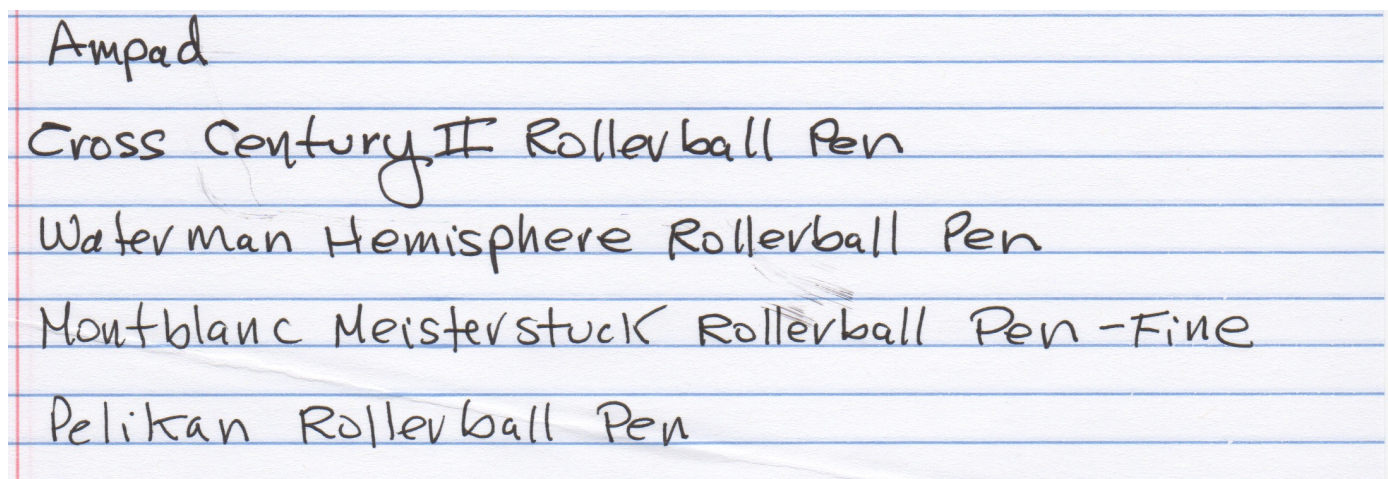 Ampad
Cross Century II Rollerball Pen
Waterman Hemisphere Rollerball Pen
Montblanc Meisterstuck Rollerball Pen - Fine
Pelikan Rollerball Pen